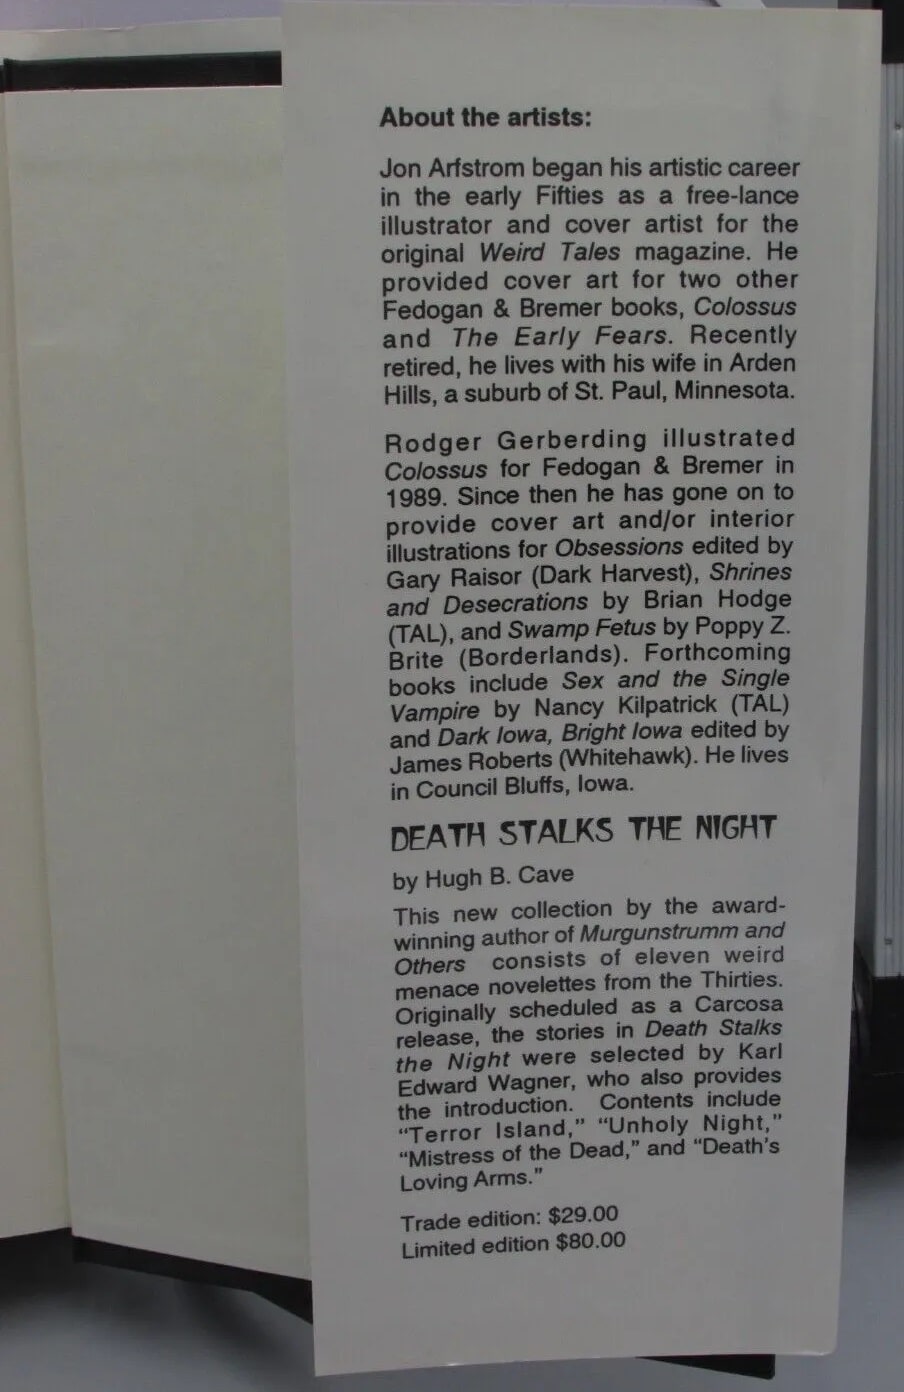 About the artists:
Jon Arfstrom began his artistic career
in the early Fifties as a free-lance
illustrator and cover artist for the
original Weird Tales magazine. He
provided cover art for two other
Fedogan & Bremer books, Colossus
and The Early Fears. Recently
retired, he lives with his wife in Arden
Hills, a suburb of St. Paul, Minnesota.
Rodger Gerberding illustrated
Colossus for Fedogan & Bremer in
1989. Since then he has gone on to
provide cover art and/or interior
illustrations for Obsessions edited by
Gary Raisor (Dark Harvest), Shrines
and Desecrations by Brian Hodge
(TAL), and Swamp Fetus by Poppy Z.
Brite (Borderlands). Forthcoming
books include Sex and the Single
Vampire by Nancy Kilpatrick (TAL)
and Dark Iowa, Bright Iowa edited by
James Roberts (Whitehawk). He lives
in Council Bluffs, Iowa.
DEATH STALKS THE NIGHT
by Hugh B. Cave
This new collection by the award-
winning author of Murgunstrumm and
Others consists of eleven weird
menace novelettes from the Thirties.
Originally scheduled as a Carcosa
release, the stories in Death Stalks
the Night were selected by Karl
Edward Wagner, who also provides
the introduction. Contents include
“Terror Island,” “Unholy Night,”
“Mistress of the Dead,” and “Death’s
Loving Arms.”
Trade edition: $29.00
Limited edition $80.00